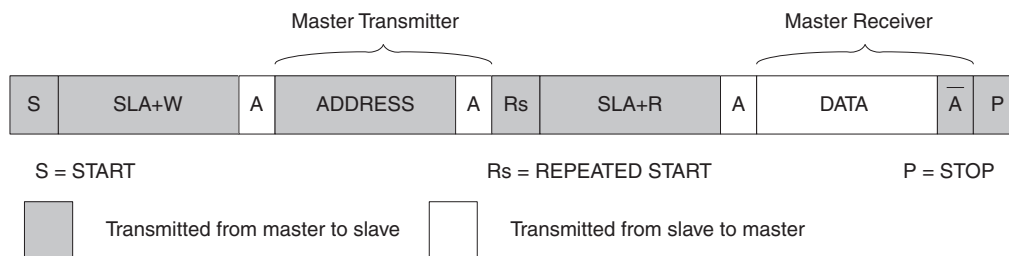 Master Transmitter Master Receiver
S SLA+W A ADDRESS A Rs SLA+R A DATA A̅ P
S = START Rs = REPEATED START P = STOP
Transmitted from master to slave Transmitted from slave to master